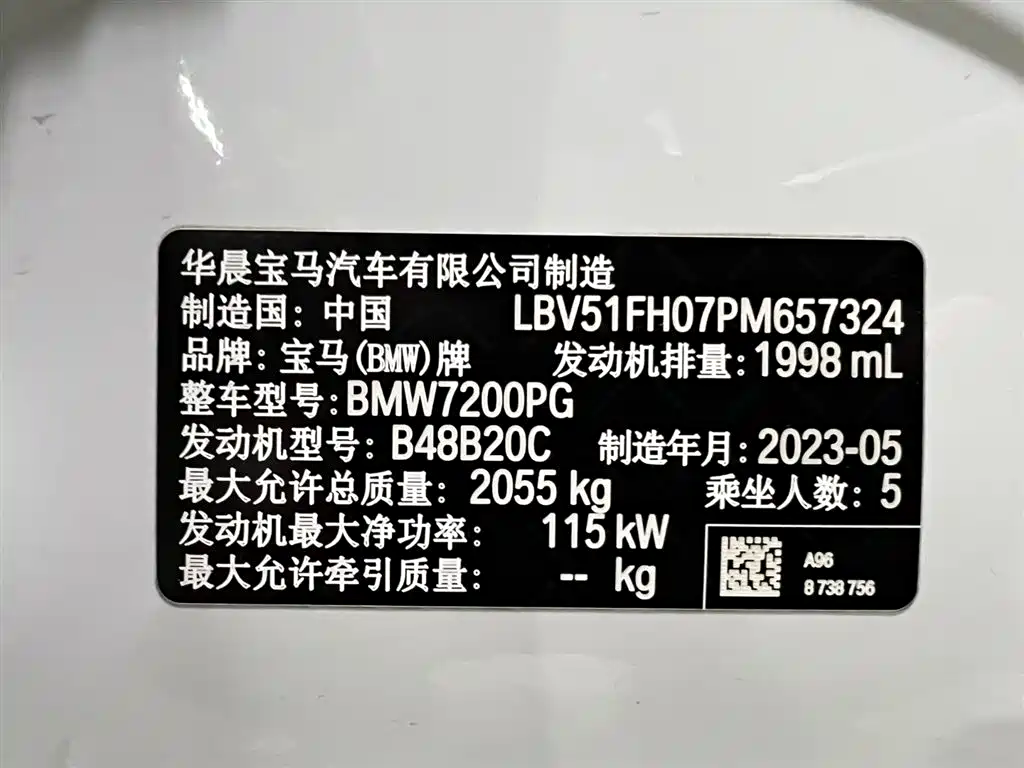 华晨宝马汽车有限公司制造
制造国：中国 LBV51FH07PM657324
品牌：宝马(BMW)牌 发动机排量：1998 mL
整车型号：BMW7200PG
发动机型号：B48B20C 制造年月：2023-05
最大允许总质量：2055 kg 乘坐人数：5
发动机最大净功率：115 kW
最大允许牵引质量：-- kg
A96
8 738 756